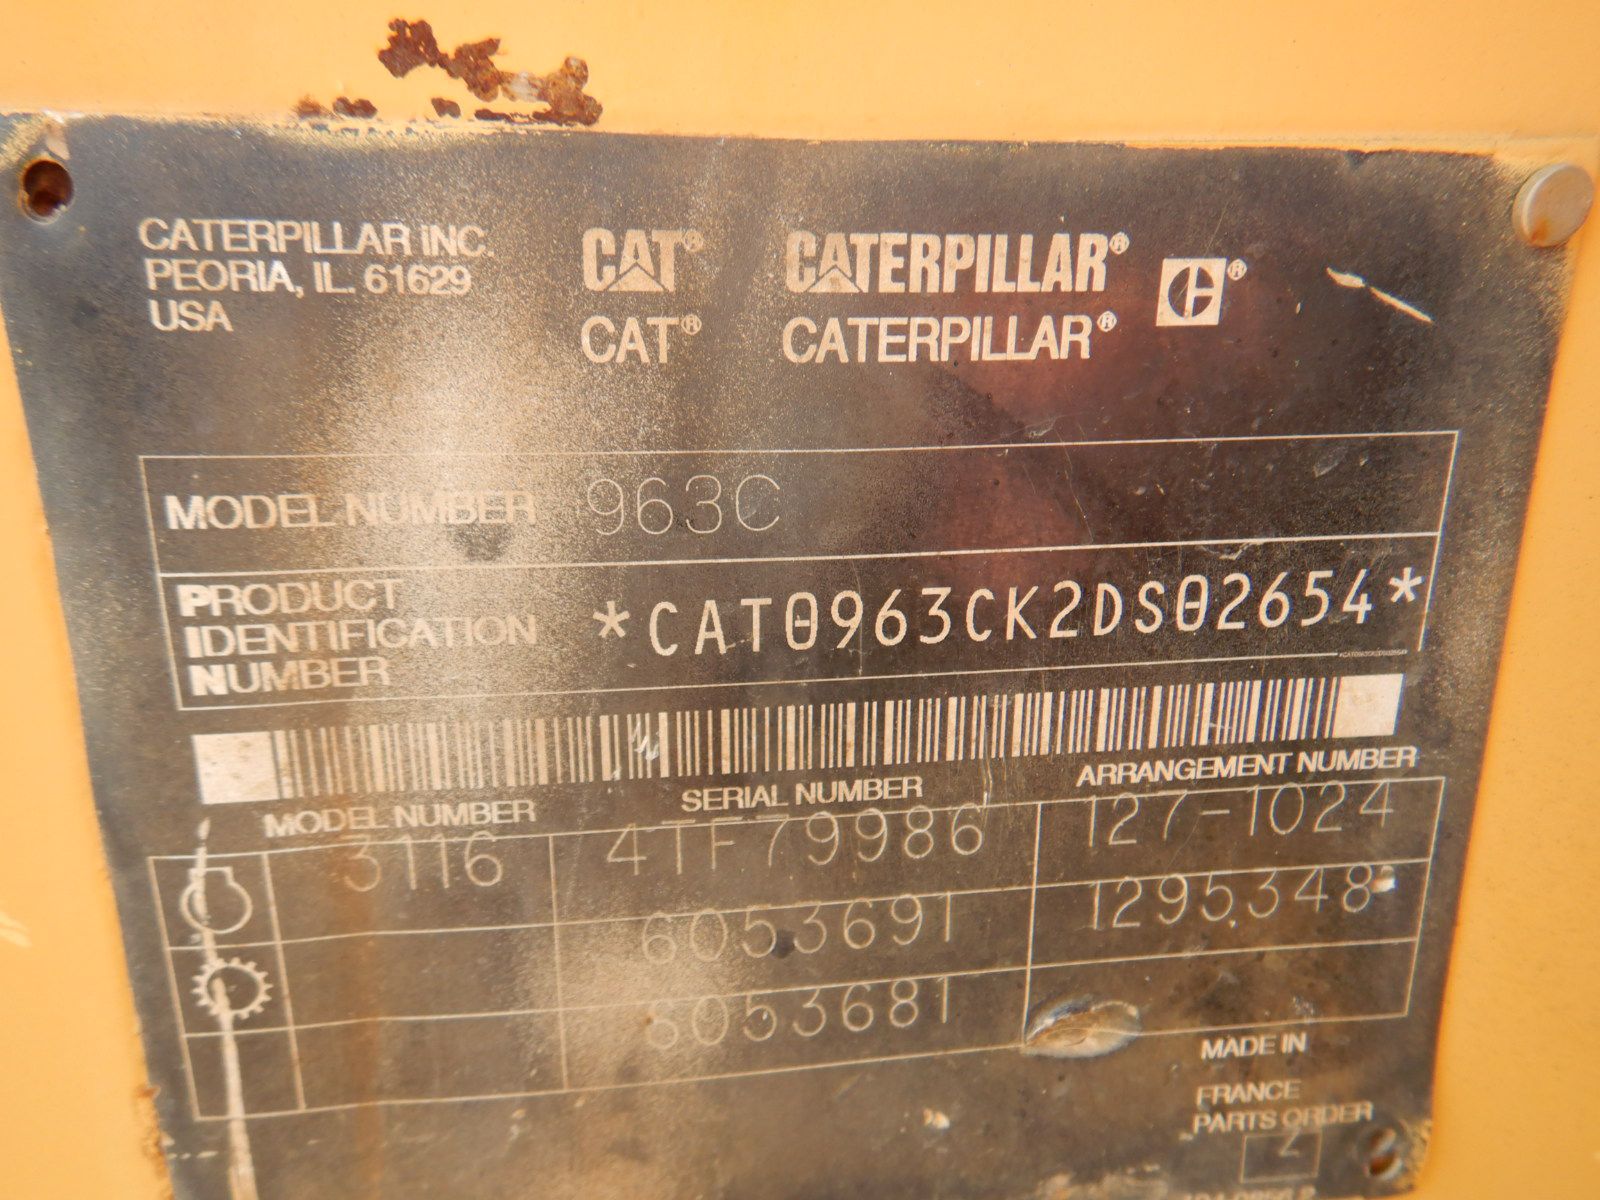 CATERPILLAR INC.
PEORIA, IL. 61629
USA
CAT® CATERPILLAR® ®
CAT® CATERPILLAR®
MODEL NUMBER 963C
PRODUCT
IDENTIFICATION
NUMBER
*CAT0963CK2DS02654*
MODEL NUMBER SERIAL NUMBER ARRANGEMENT NUMBER
3116 4TF79986 127-1024
6053691 1295348
6053681
MADE IN
FRANCE
PARTS ORDER
Z